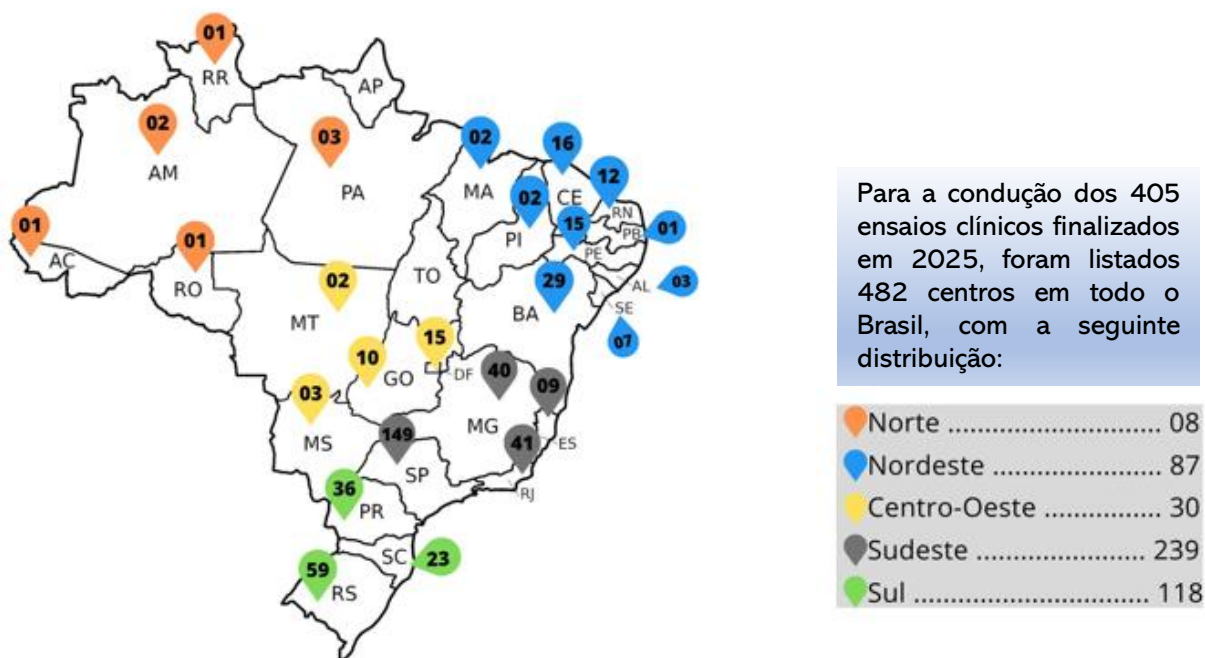 01
RR
AP
02
AM
03
PA
02
MA
16
CE
12
RN
02
PI
15
PE
PB
01
01
AC
01
RO
TO
29
BA
AL
03
SE
07
02
MT
15
DF
10
GO
40
MG
09
ES
03
MS
149
SP
41
RJ
36
PR
SC
23
59
RS
Para a condução dos 405
ensaios clínicos finalizados
em 2025, foram listados
482 centros em todo o
Brasil, com a seguinte
distribuição:
Norte ............................. 08
Nordeste ....................... 87
Centro-Oeste ................ 30
Sudeste ....................... 239
Sul ................................ 118